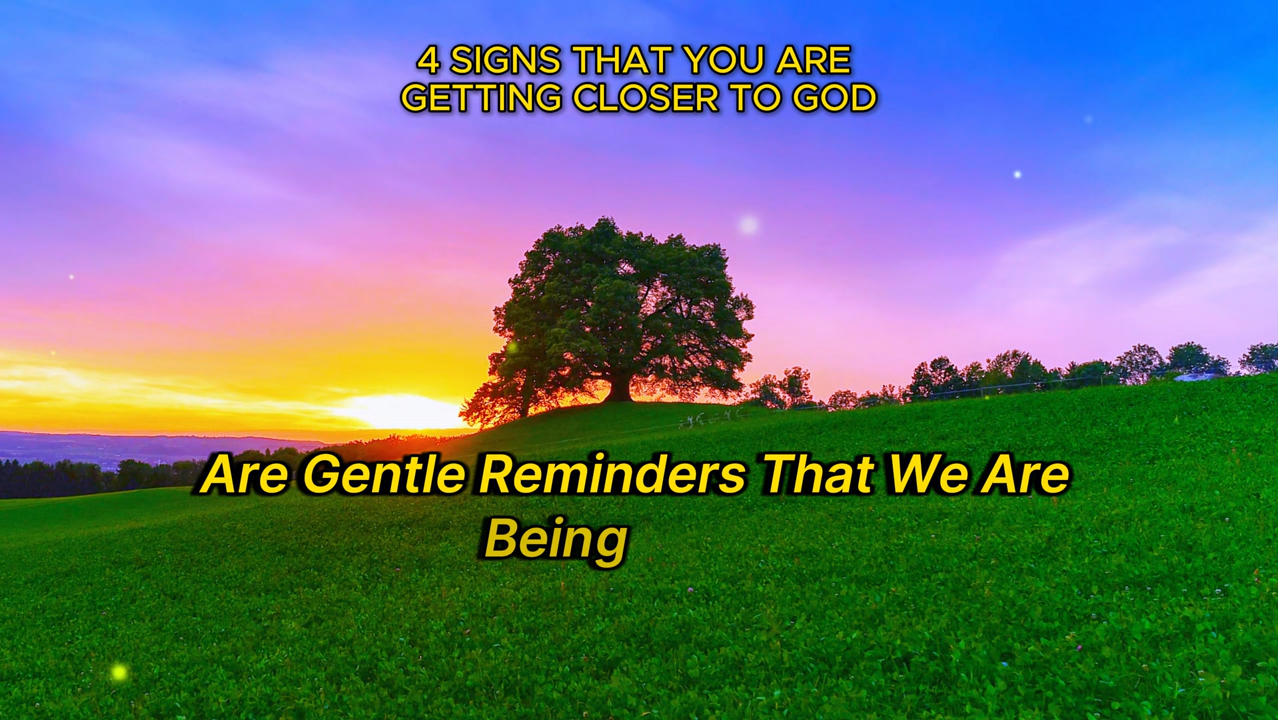 4 SIGNS THAT YOU ARE
GETTING CLOSER TO GOD
Are Gentle Reminders That We Are
Being